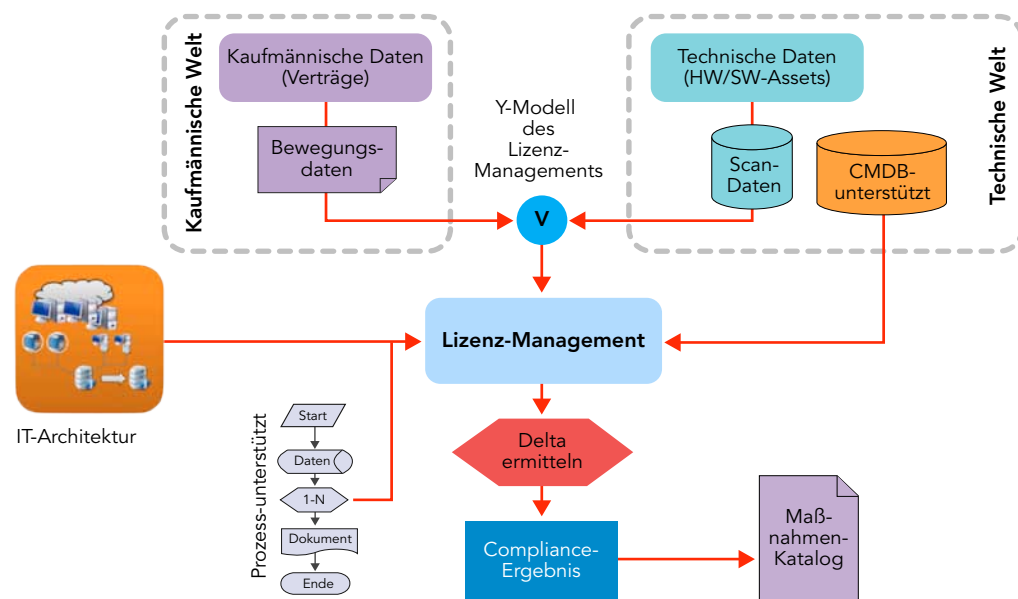 Kaufmännische Welt
Kaufmännische Daten
(Verträge)
Bewegungs-
daten
Y-Modell
des
Lizenz-
Managements
V
Technische Daten
(HW/SW-Assets)
Scan-
Daten
CMDB-
unterstützt
Technische Welt
Lizenz-Management
IT-Architektur
Prozess-unterstützt
Start
Daten
1-N
Dokument
Ende
Delta
ermitteln
Compliance-
Ergebnis
Maß-
nahmen-
Katalog